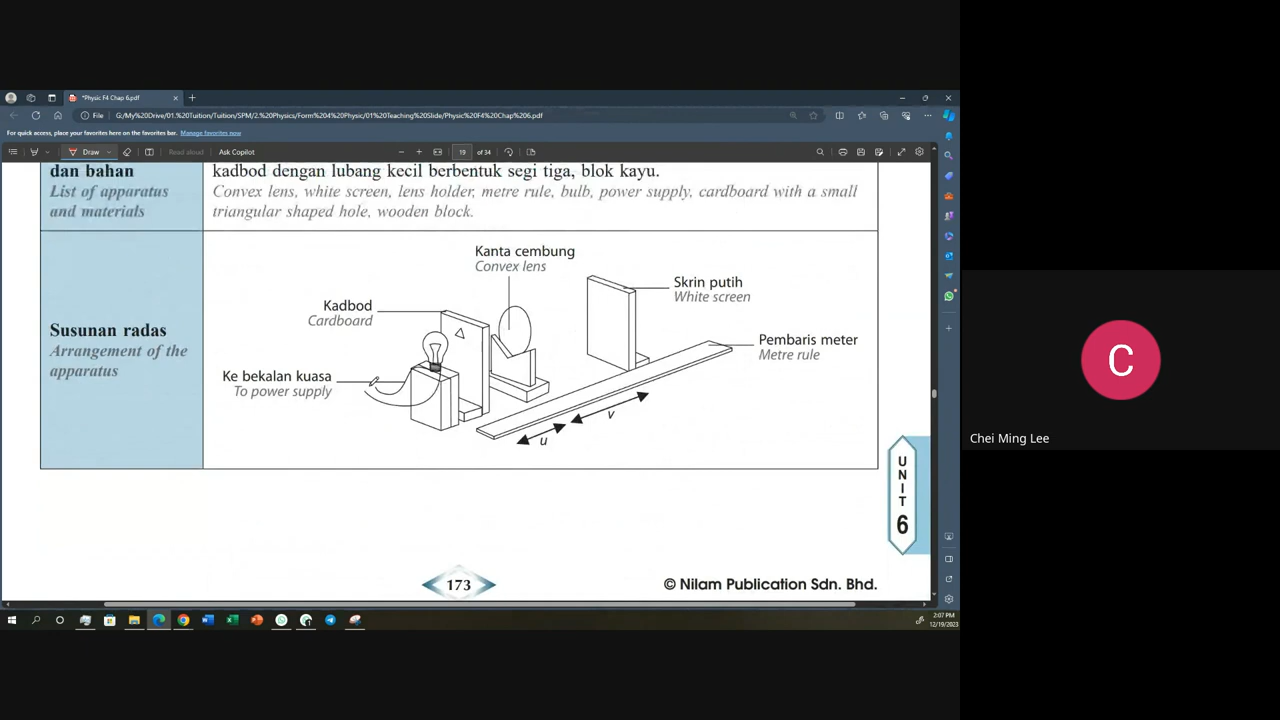 *Physic F4 Chap 6.pdf
File
G:/My%20Drive/01.%20Tuition/Tuition/SPM/2.%20Physics/Form%204%20Physic/01%20Teaching%20Slide/Physic%20F4%20Chap%206.pdf
For quick access, place your favorites here on the favorites bar. Manage favorites now
Draw
Read aloud
Ask Copilot
19 of 34
dan bahan
List of apparatus
and materials
kadbod dengan lubang kecil berbentuk segi tiga, blok kayu.
Convex lens, white screen, lens holder, metre rule, bulb, power supply, cardboard with a small
triangular shaped hole, wooden block.
Susunan radas
Arrangement of the
apparatus
Kanta cembung
Convex lens
Skrin putih
White screen
Kadbod
Cardboard
Pembaris meter
Metre rule
Ke bekalan kuasa
To power supply
v
u
UNIT
6
173
© Nilam Publication Sdn. Bhd.
2:07 PM
12/19/2023
C
Chei Ming Lee